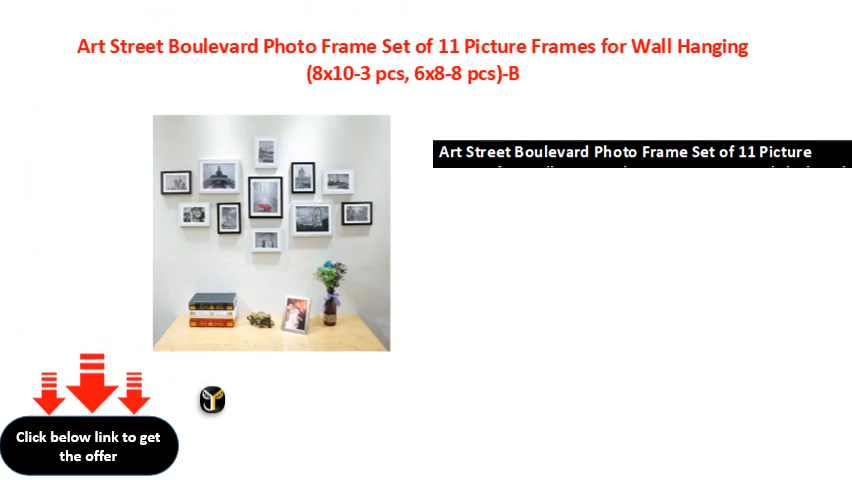 Art Street Boulevard Photo Frame Set of 11 Picture Frames for Wall Hanging
(8x10-3 pcs, 6x8-8 pcs)-B
Art Street Boulevard Photo Frame Set of 11 Picture
Click below link to get
the offer